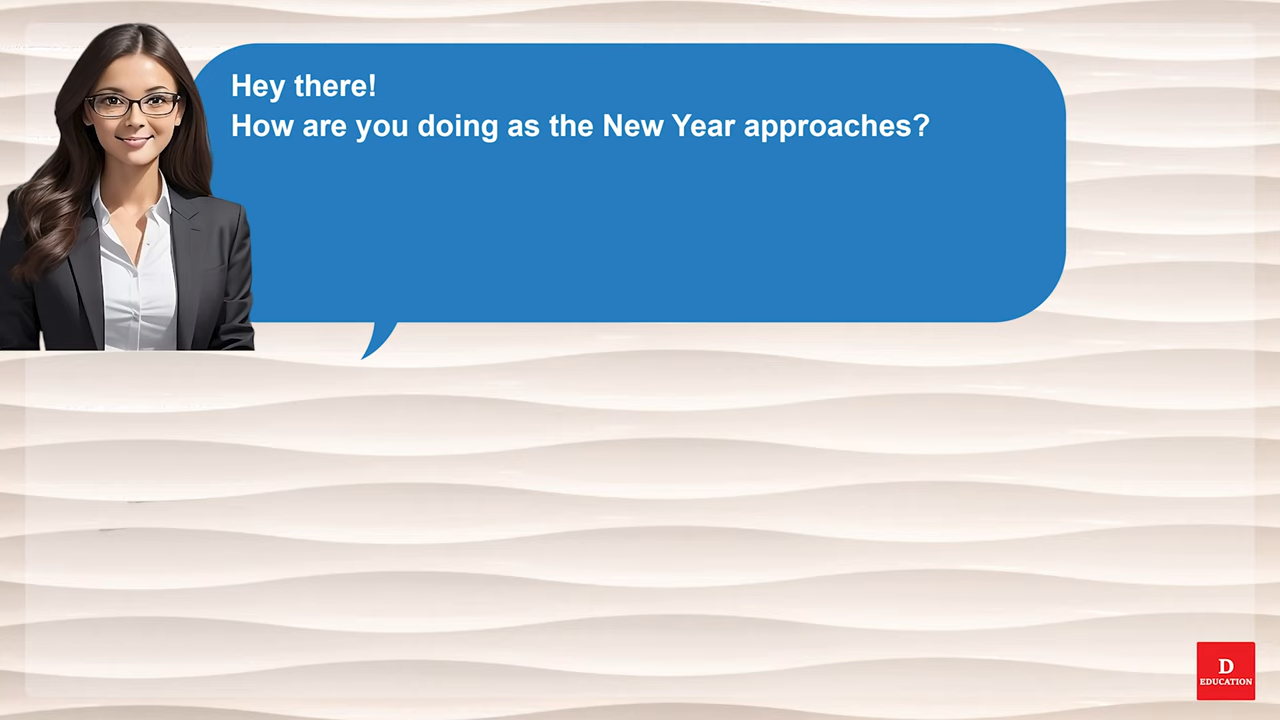 Hey there!
How are you doing as the New Year approaches?
D
EDUCATION